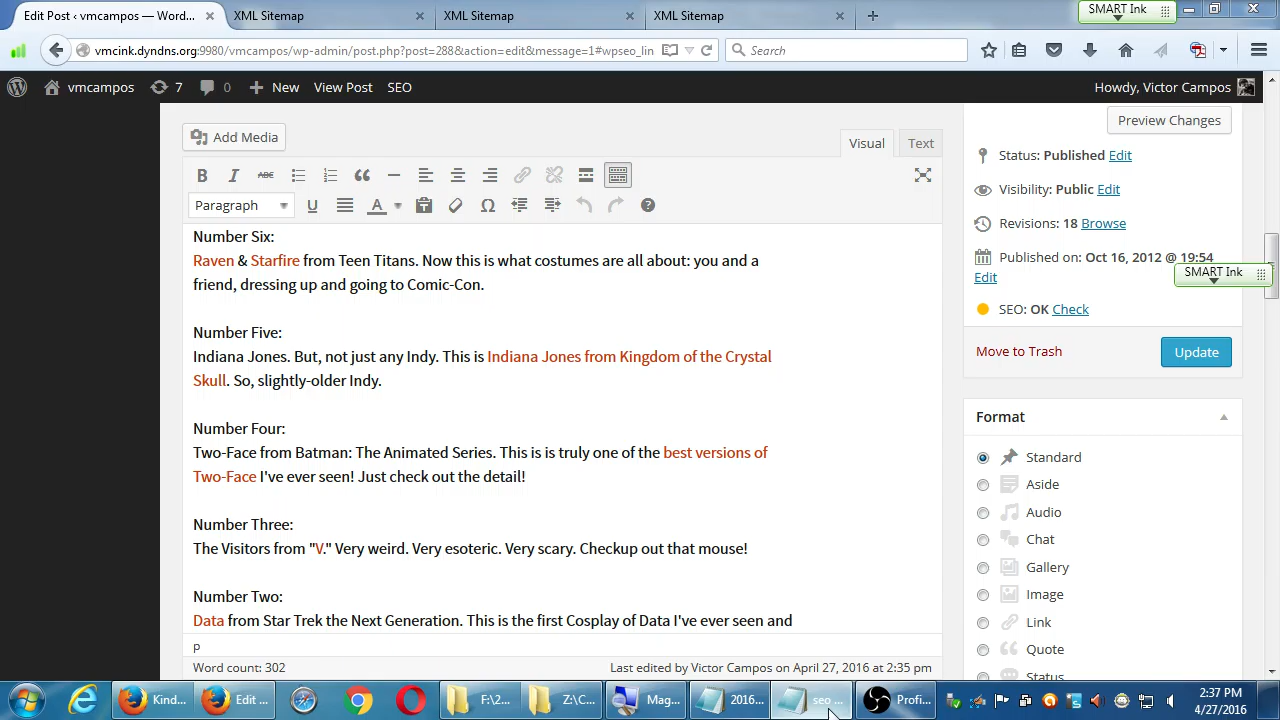 Edit Post ‹ vmcampos — Word...
XML Sitemap
XML Sitemap
XML Sitemap
SMART Ink
vmcink.dyndns.org:9980/vmcampos/wp-admin/post.php?post=288&action=edit&message=1#wpseo_lin
Search
vmcampos
7
0
New
View Post
SEO
Howdy, Victor Campos
Add Media
Visual
Text
Preview Changes
Status: Published Edit
Visibility: Public Edit
Revisions: 18 Browse
Published on: Oct 16, 2012 @ 19:54
Edit
SMART Ink
SEO: OK Check
Move to Trash
Update
B I ABC
Paragraph
U A
Number Six:
Raven & Starfire from Teen Titans. Now this is what costumes are all about: you and a
friend, dressing up and going to Comic-Con.
Number Five:
Indiana Jones. But, not just any Indy. This is Indiana Jones from Kingdom of the Crystal
Skull. So, slightly-older Indy.
Number Four:
Two-Face from Batman: The Animated Series. This is is truly one of the best versions of
Two-Face I've ever seen! Just check out the detail!
Number Three:
The Visitors from "V." Very weird. Very esoteric. Very scary. Checkup out that mouse!
Number Two:
Data from Star Trek the Next Generation. This is the first Cosplay of Data I've ever seen and
p
Word count: 302
Last edited by Victor Campos on April 27, 2016 at 2:35 pm
Format
Standard
Aside
Audio
Chat
Gallery
Image
Link
Quote
Status
Kind...
Edit ...
F:\2...
Z:\C...
Mag...
2016...
seo ...
Profi...
2:37 PM
4/27/2016